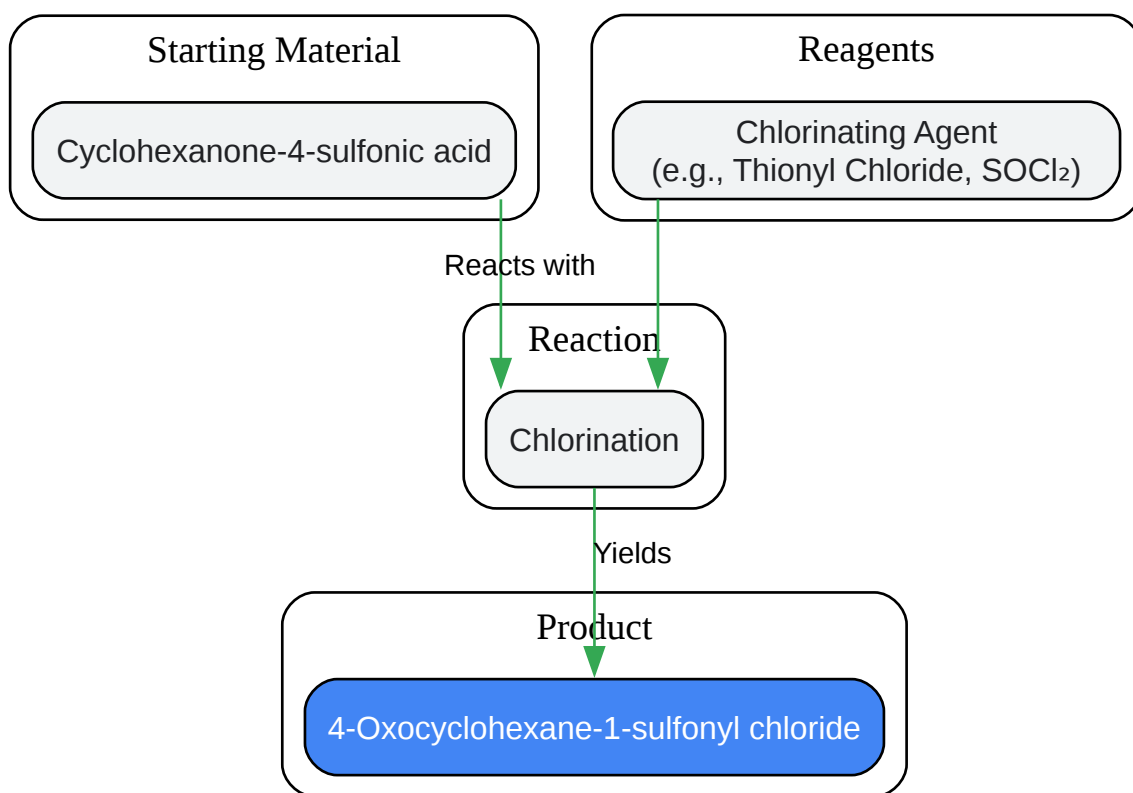 Starting Material
Reagents
Cyclohexanone-4-sulfonic acid
Chlorinating Agent
(e.g., Thionyl Chloride, SOCl₂)
Reacts with
Reaction
Chlorination
Yields
Product
4-Oxocyclohexane-1-sulfonyl chloride